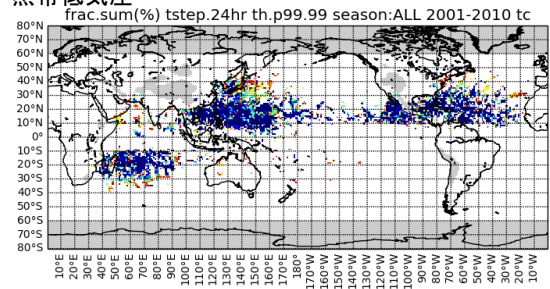 熱帯低気圧
frac.sum(%) tstep.24hr th.p99.99 season:ALL 2001-2010 tc
80°N
70°N
60°N
50°N
40°N
30°N
20°N
10°N
0°
10°S
20°S
30°S
40°S
50°S
60°S
70°S
80°S
10°E 20°E 30°E 40°E 50°E 60°E 70°E 80°E 90°E 100°E 110°E 120°E 130°E 140°E 150°E 160°E 170°E 180° 170°W 160°W 150°W 140°W 130°W 120°W 110°W 100°W 90°W 80°W 70°W 60°W 50°W 40°W 30°W 20°W 10°W